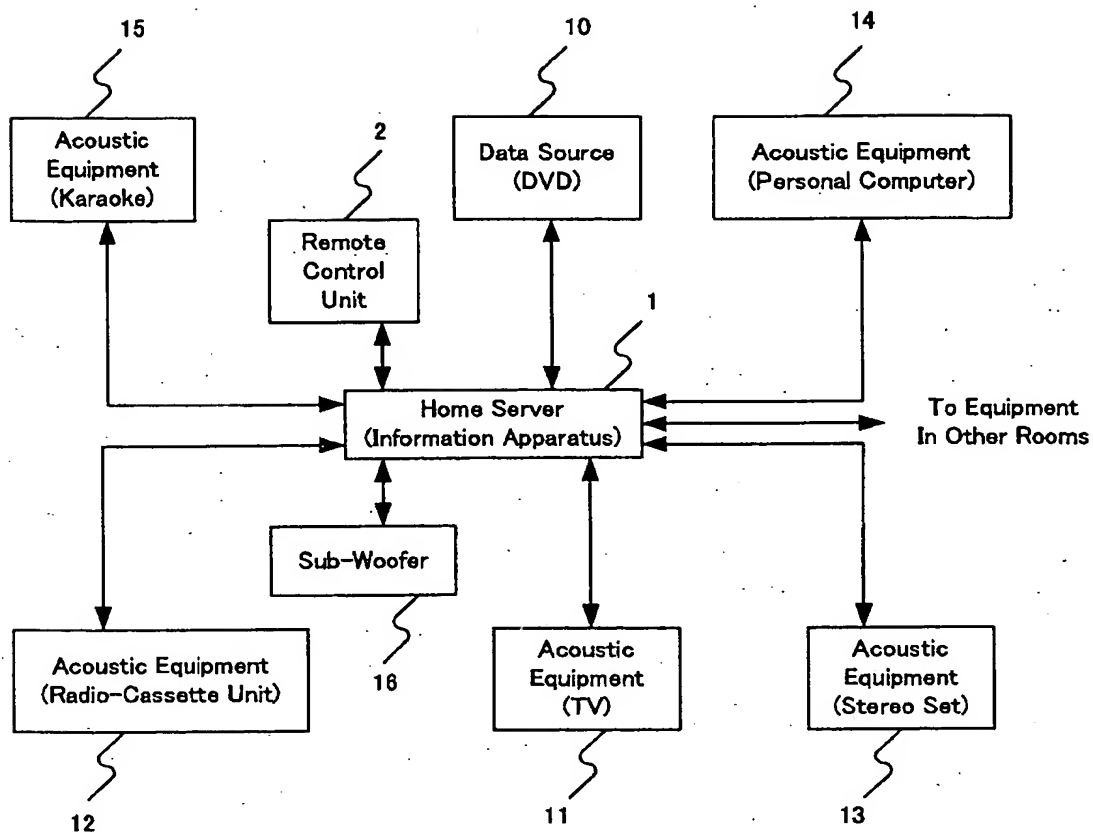 15
10
14
Acoustic
Equipment
(Karaoke)
2
Data Source
(DVD)
Acoustic Equipment
(Personal Computer)
Remote
Control
Unit
1
Home Server
(Information Apparatus)
To Equipment
In Other Rooms
Sub-Woofer
16
Acoustic Equipment
(Radio-Cassette Unit)
Acoustic
Equipment
(TV)
Acoustic
Equipment
(Stereo Set)
12
11
13